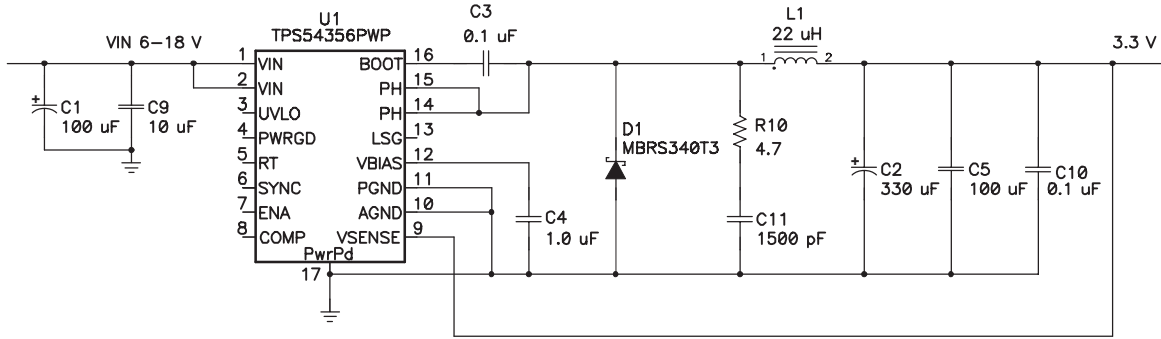 U1
TPS54356PWP
C3
0.1 uF
L1
22 uH
VIN 6–18 V
3.3 V
1 VIN
2 VIN
3 UVLO
4 PWRGD
5 RT
6 SYNC
7 ENA
8 COMP
BOOT 16
PH 15
PH 14
LSG 13
VBIAS 12
PGND 11
AGND 10
VSENSE 9
PwrPd
17
+
C1
100 uF
C9
10 uF
C4
1.0 uF
D1
MBRS340T3
R10
4.7
C11
1500 pF
1
2
+
C2
330 uF
C5
100 uF
C10
0.1 uF